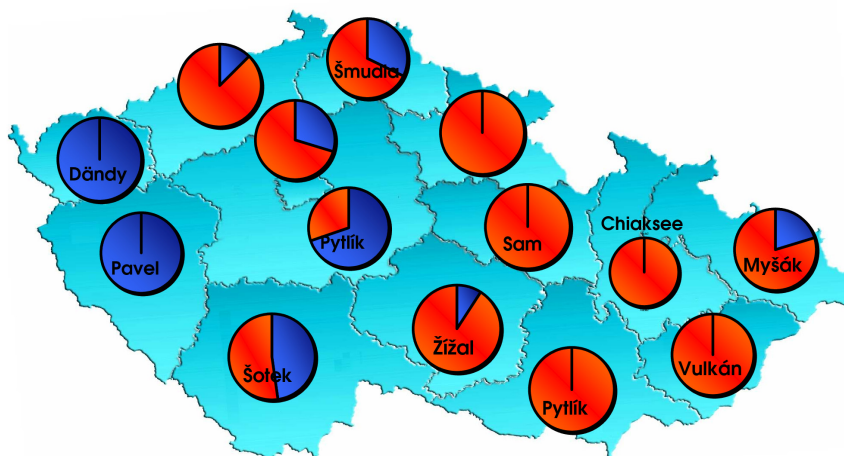 Šmudla
Dändy
Pytlík
Sam
Chiaksee
Pavel
Myšák
Žížal
Vulkán
Šotek
Pytlík